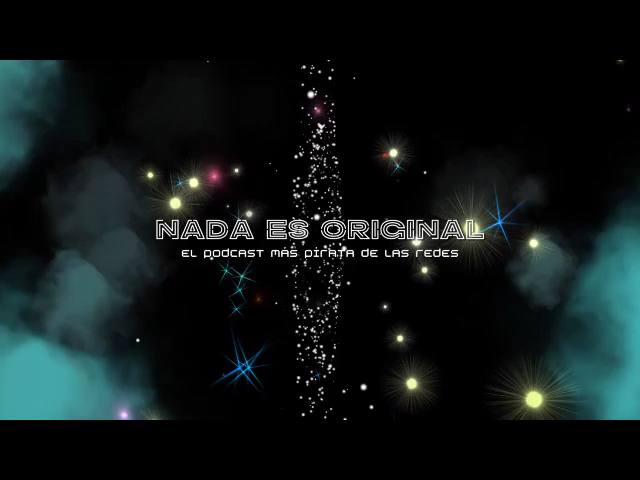 NADA ES ORIGINAL
EL PODCAST MÁS PIRATA DE LAS REDES